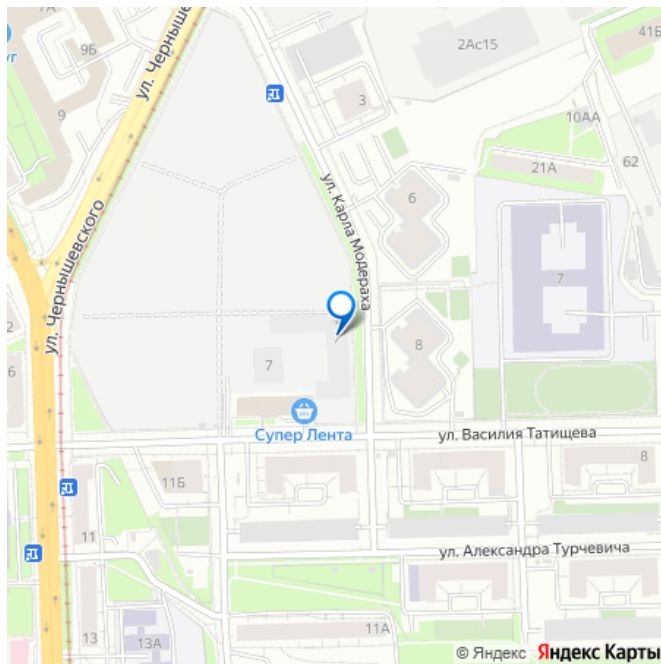 7А
9Б
уг
9
ул. Чернышевского
2Ас15
41Б
3
10АА
62
21А
ул. Карла Модераха
6
7
ул. Чернышевского
2
6
7
8
Супер Лента
ул. Василия Татищева
8
11Б
11
ул. Александра Турчевича
13
13А
11А
© Яндекс Яндекс Карты